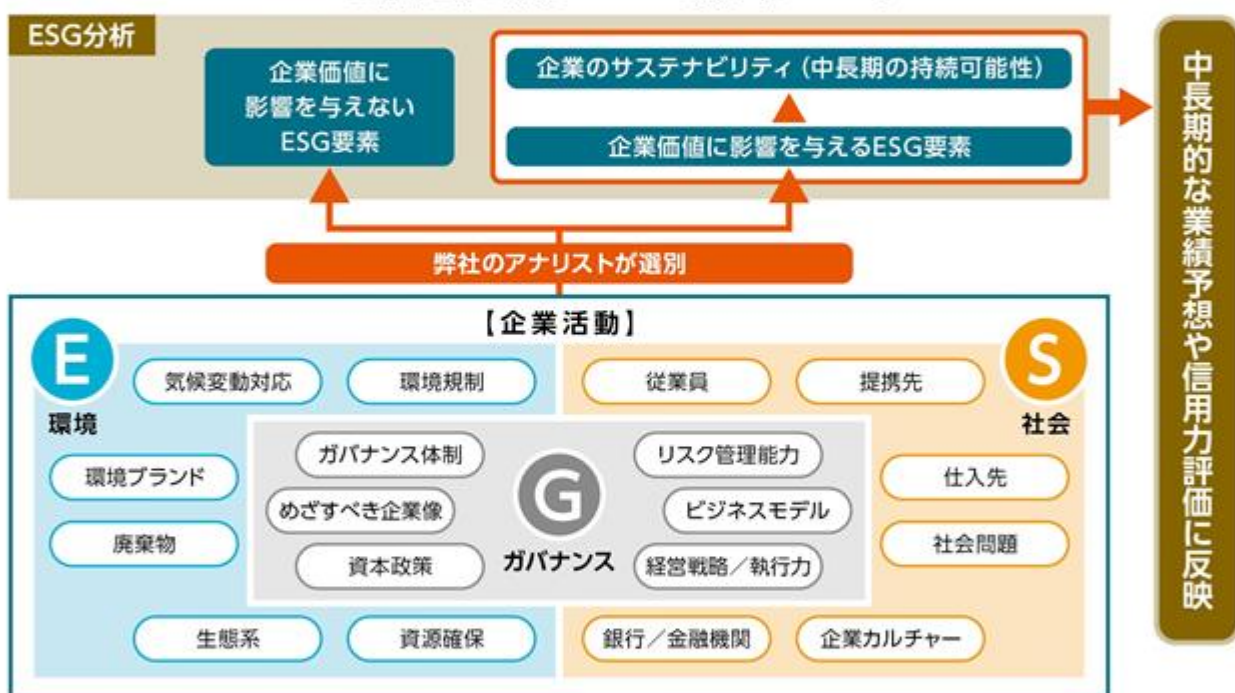 ESG分析
企業価値に
影響を与えない
ESG要素
企業のサステナビリティ（中長期の持続可能性）
企業価値に影響を与えるESG要素
中長期的な業績予想や信用力評価に反映
弊社のアナリストが選別
【企業活動】
E
環境
S
社会
気候変動対応
環境規制
従業員
提携先
環境ブランド
廃棄物
ガバナンス体制
めざすべき企業像
資本政策
G
ガバナンス
リスク管理能力
ビジネスモデル
経営戦略／執行力
仕入先
社会問題
生態系
資源確保
銀行／金融機関
企業カルチャー